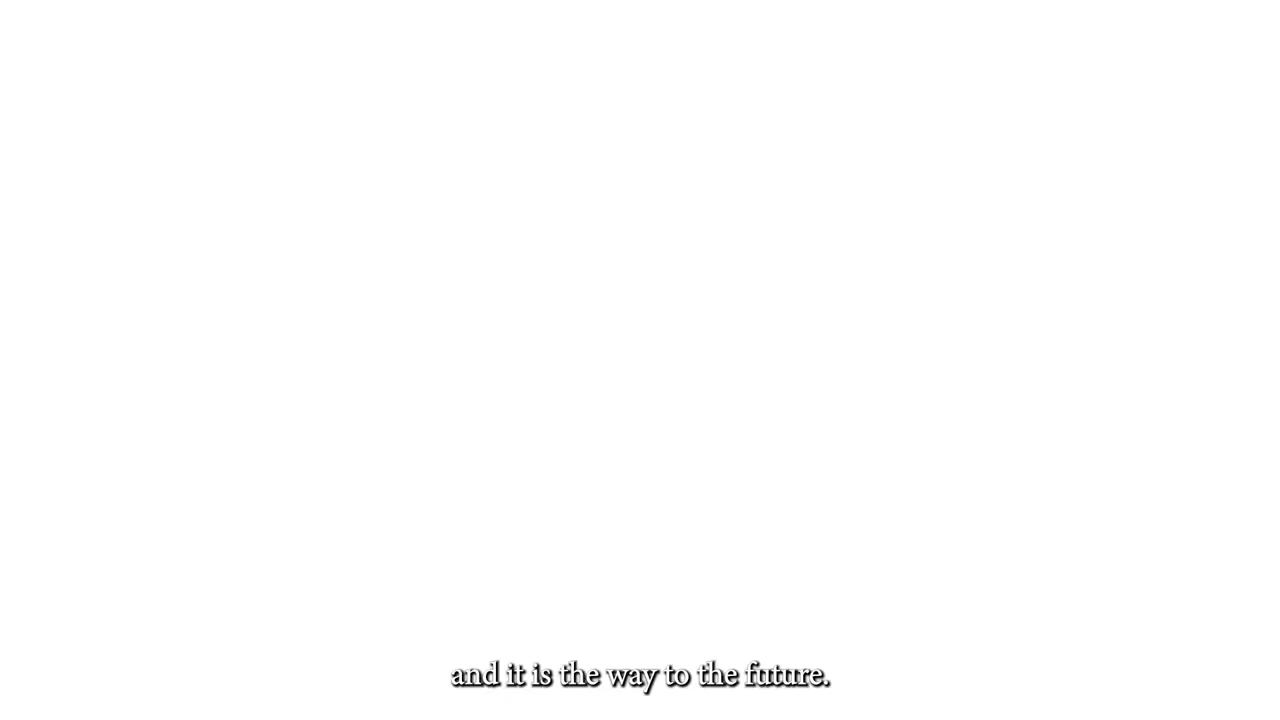 and it is the way to the future.